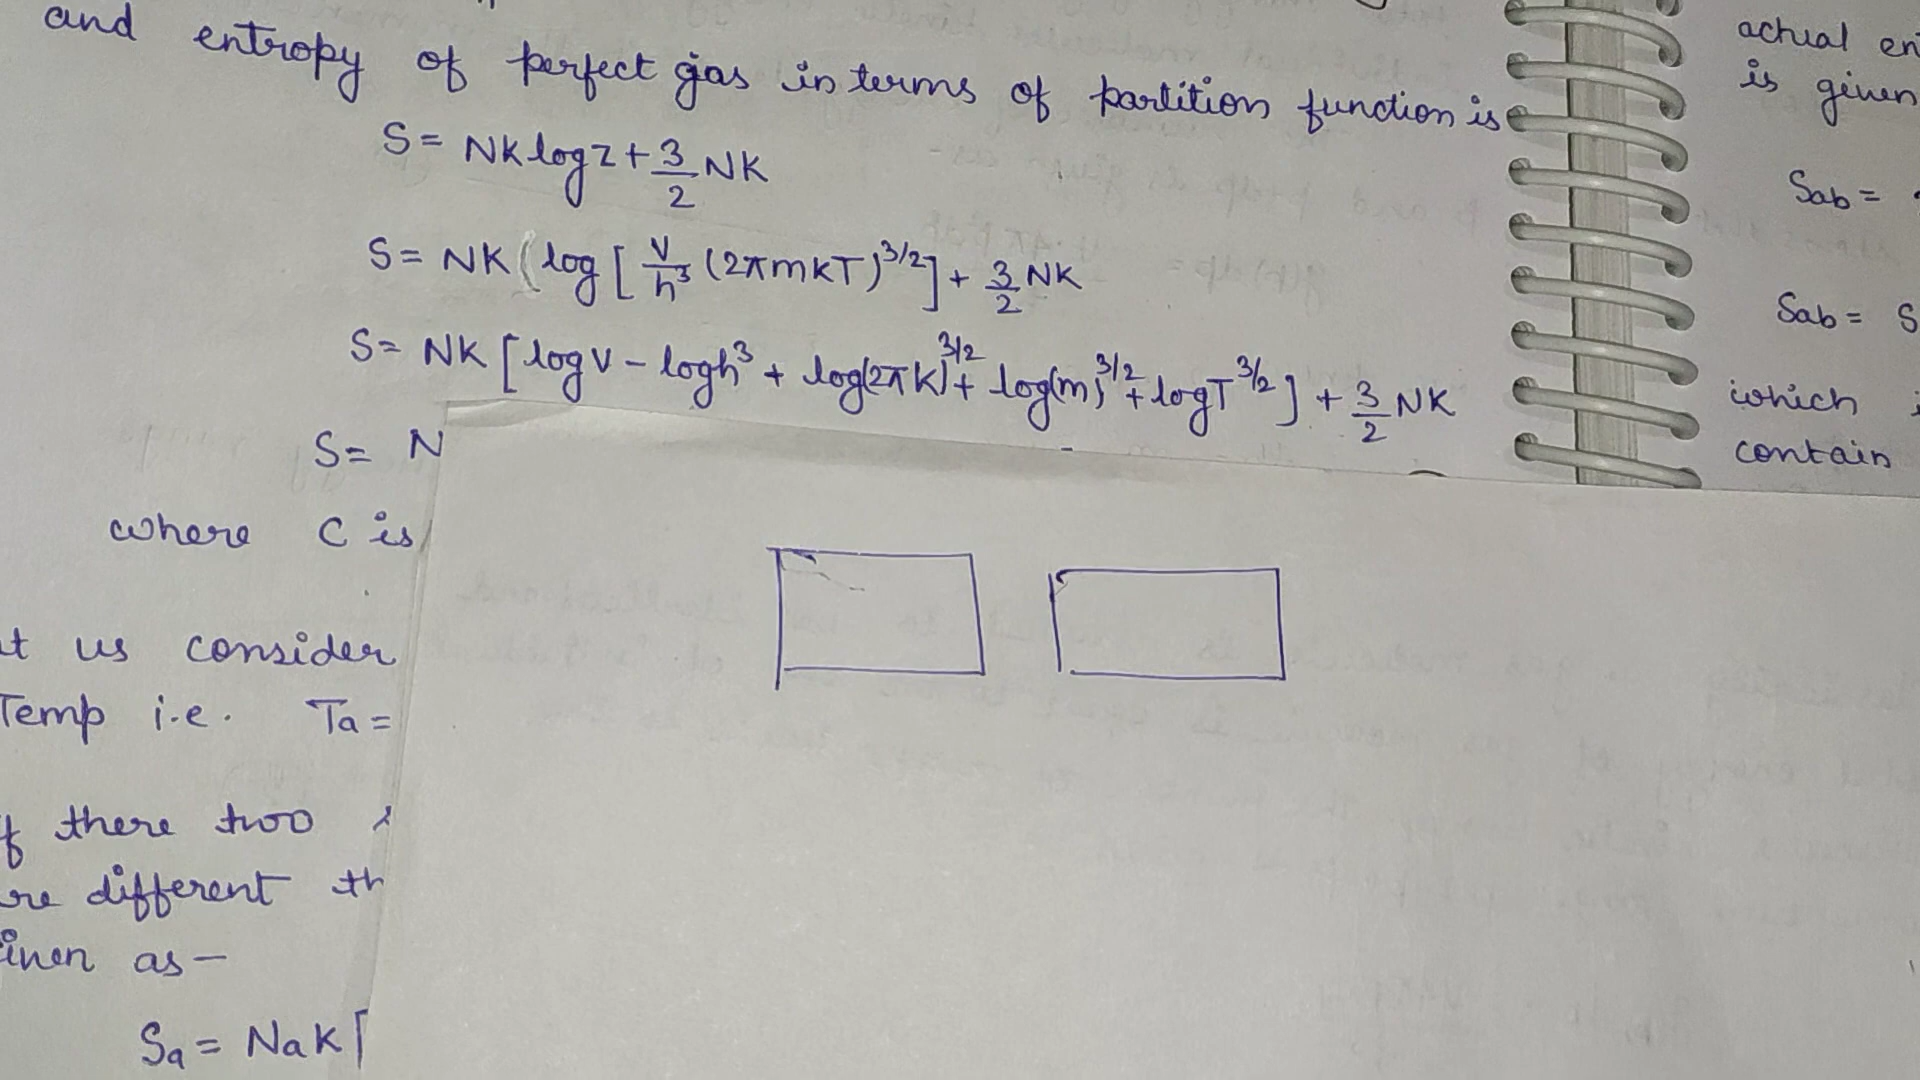 and entropy of perfect gas in terms of partition function is
S= NK log z + 3/2 NK
S= NK ( log [ V/h³ (2πmkT)^3/2 ] + 3/2 NK
S= NK [ log V - log h³ + log(2πK)^3/2 + log(m)^3/2 + log T^3/2 ] + 3/2 NK
S= N
where C is
us consider
Temp i.e. Ta=
there two
different th
as-
Sa= NaK [
actual en
is given
Sab=
Sab= S
which
contain